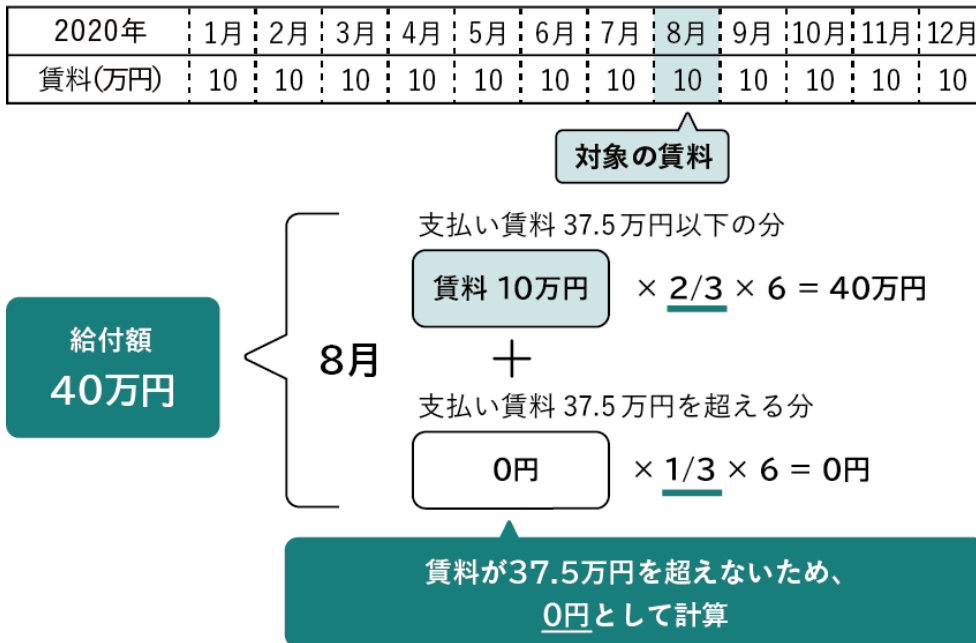 2020年 1月 2月 3月 4月 5月 6月 7月 8月 9月 10月 11月 12月
賃料(万円) 10 10 10 10 10 10 10 10 10 10 10 10
対象の賃料
支払い賃料 37.5万円以下の分
賃料 10万円 × 2/3 × 6 = 40万円
給付額
40万円
8月
+
支払い賃料 37.5万円を超える分
0円 × 1/3 × 6 = 0円
賃料が37.5万円を超えないため、
0円として計算